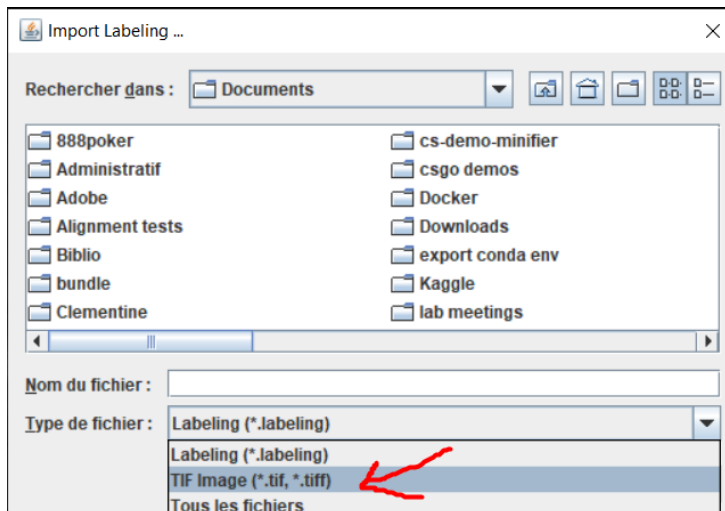 Import Labeling ...
Rechercher dans : Documents
888poker
Administratif
Adobe
Alignment tests
Biblio
bundle
Clementine
cs-demo-minifier
csgo demos
Docker
Downloads
export conda env
Kaggle
lab meetings
Nom du fichier :
Type de fichier : Labeling (*.labeling)
Labeling (*.labeling)
TIF Image (*.tif, *.tiff)
Tous les fichiers